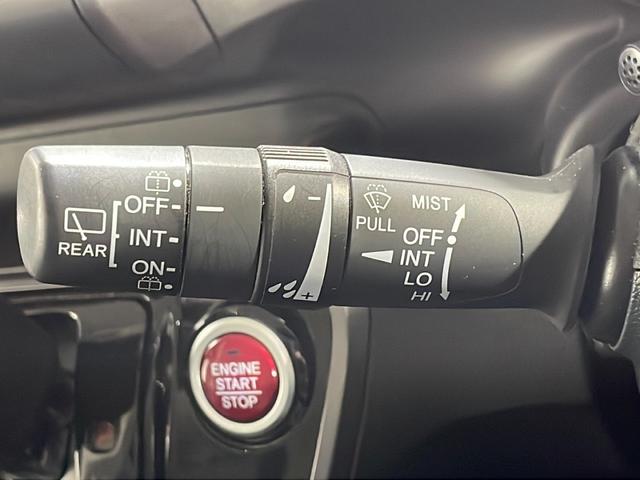 REAR
OFF
INT
ON
−
+
PULL
MIST
OFF
INT
LO
HI
ENGINE
START
STOP